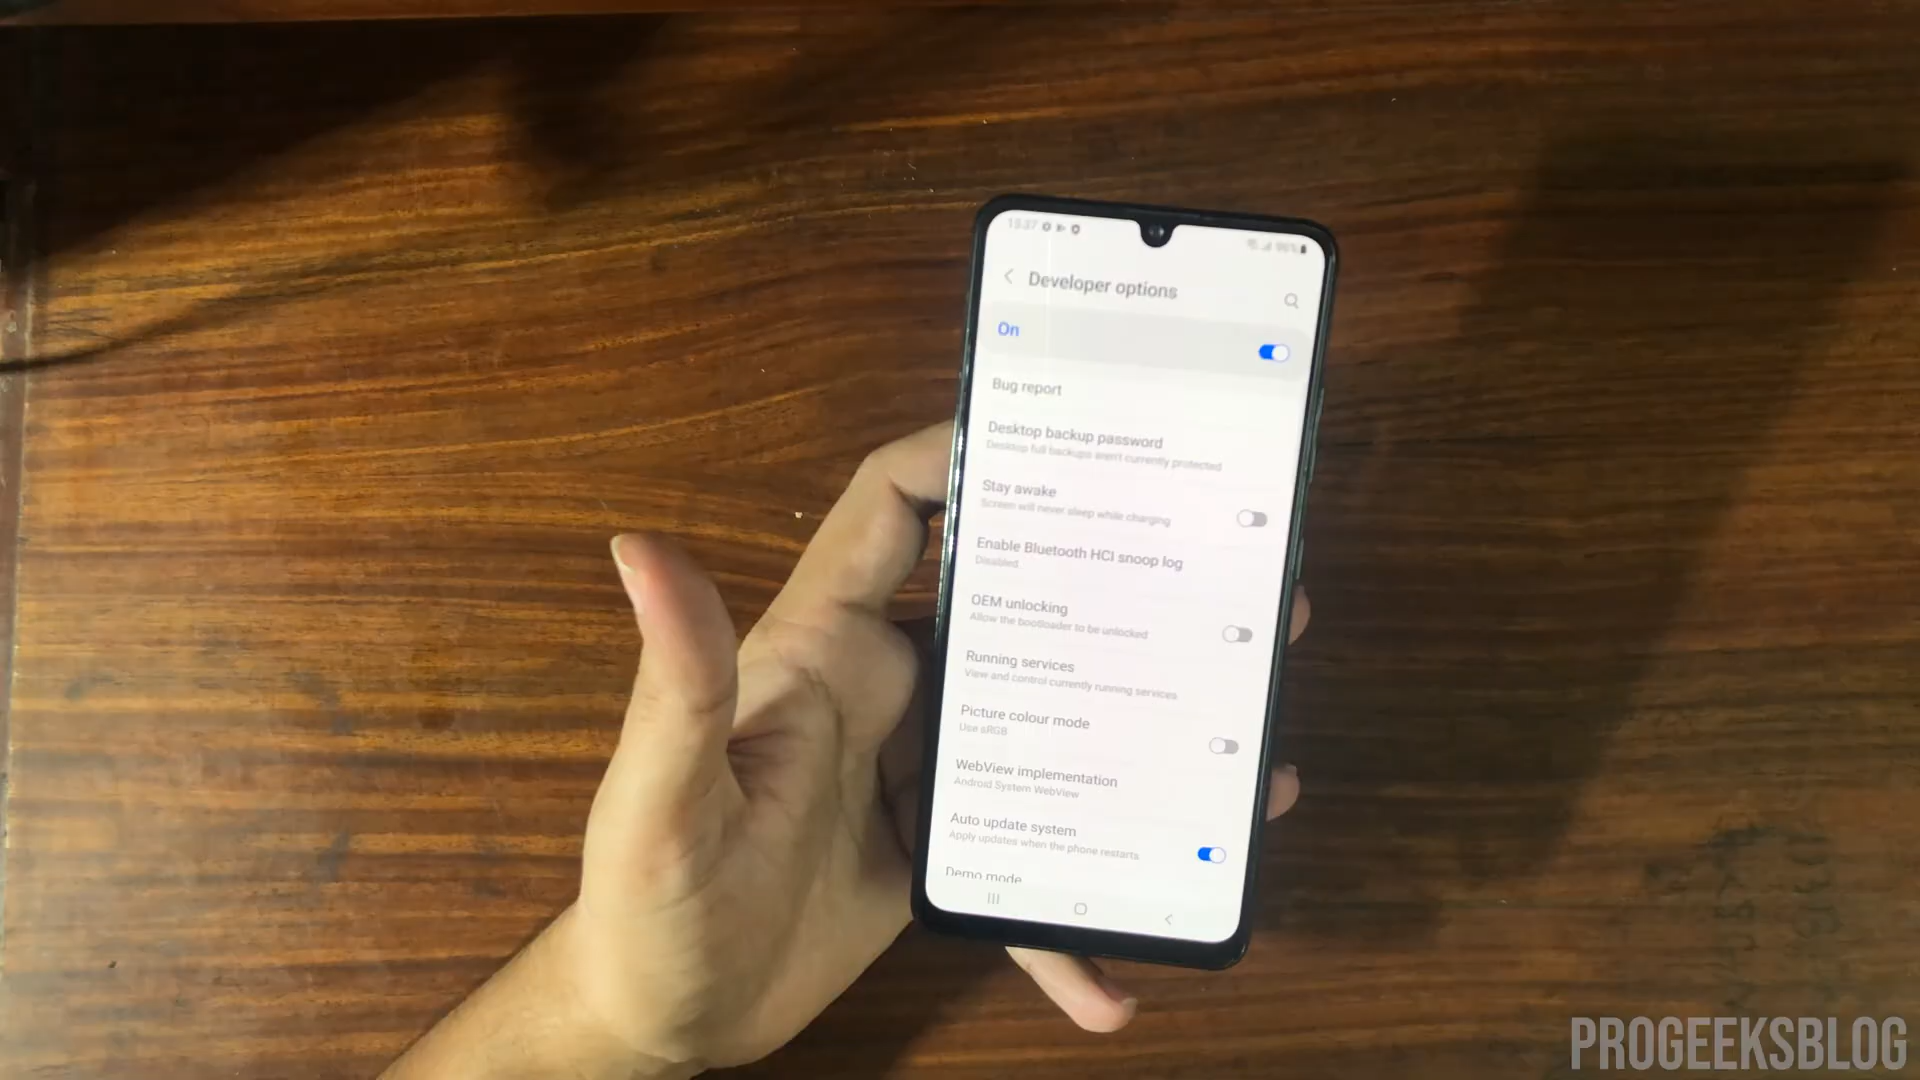 15:37
96%
Developer options
On
Bug report
Desktop backup password
Desktop full backups aren't currently protected
Stay awake
Screen will never sleep while charging
Enable Bluetooth HCI snoop log
Disabled
OEM unlocking
Allow the bootloader to be unlocked
Running services
View and control currently running services
Picture colour mode
Use sRGB
WebView implementation
Android System WebView
Auto update system
Apply updates when the phone restarts
Demo mode
PROGEEKSBLOG